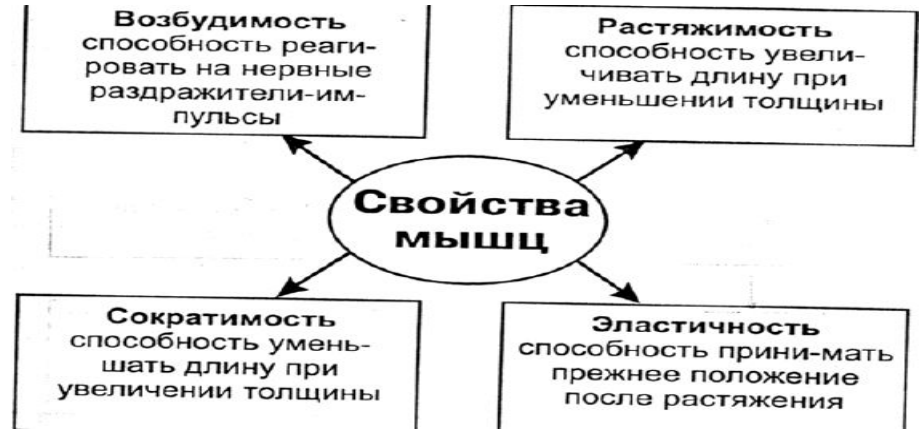 Возбудимость
способность реаги-
ровать на нервные
раздражители-им-
пульсы
Растяжимость
способность увели-
чивать длину при
уменьшении толщины
Свойства
мышц
Сократимость
способность умень-
шать длину при
увеличении толщины
Эластичность
способность прини-мать
прежнее положение
после растяжения